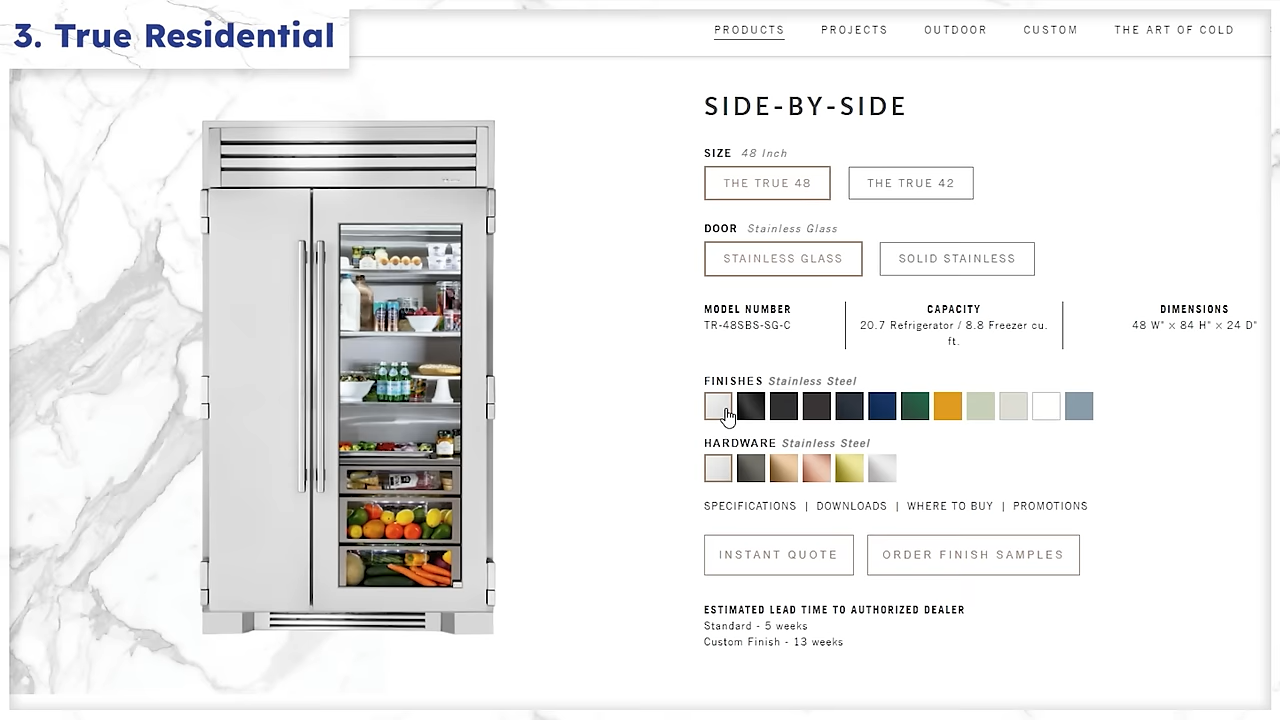 3. True Residential
PRODUCTS PROJECTS OUTDOOR CUSTOM THE ART OF COLD
SIDE-BY-SIDE
SIZE 48 Inch
THE TRUE 48 THE TRUE 42
DOOR Stainless Glass
STAINLESS GLASS SOLID STAINLESS
MODEL NUMBER CAPACITY DIMENSIONS
TR-48SBS-SG-C 20.7 Refrigerator / 8.8 Freezer cu. 48 W" × 84 H" × 24 D"
ft.
FINISHES Stainless Steel
HARDWARE Stainless Steel
SPECIFICATIONS | DOWNLOADS | WHERE TO BUY | PROMOTIONS
INSTANT QUOTE ORDER FINISH SAMPLES
ESTIMATED LEAD TIME TO AUTHORIZED DEALER
Standard - 5 weeks
Custom Finish - 13 weeks